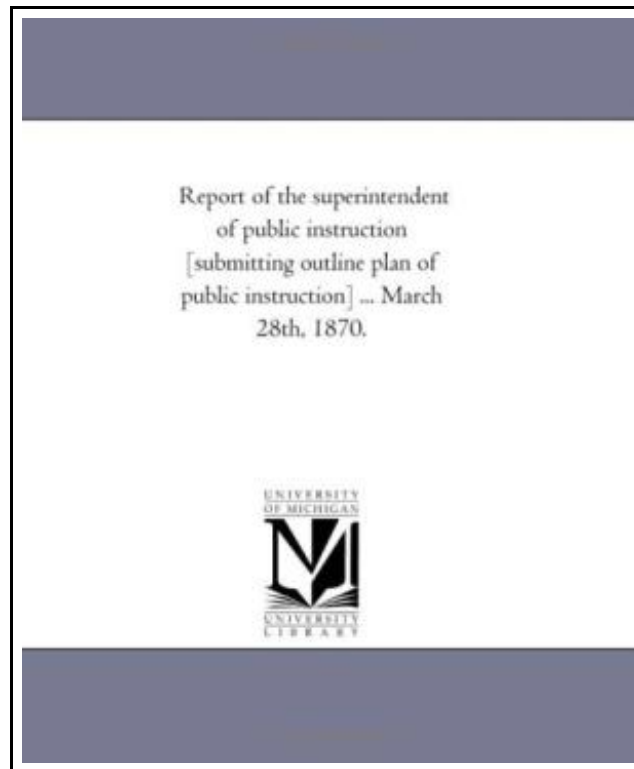 Report of the superintendent
of public instruction
[submitting outline plan of
public instruction] ... March
28th, 1870.
UNIVERSITY
OF MICHIGAN
UNIVERSITY
LIBRARY